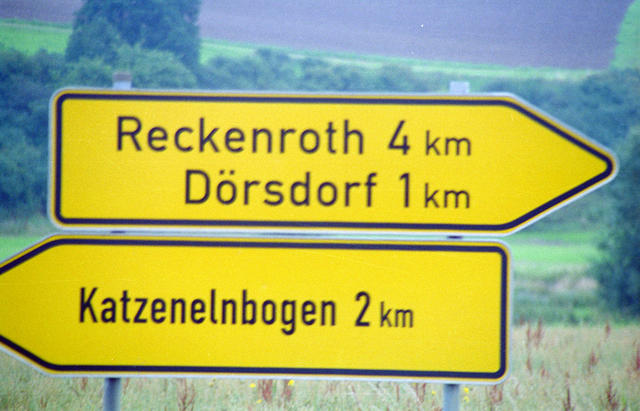 Reckenroth 4 km
Dörsdorf 1 km
Katzenelnbogen 2 km